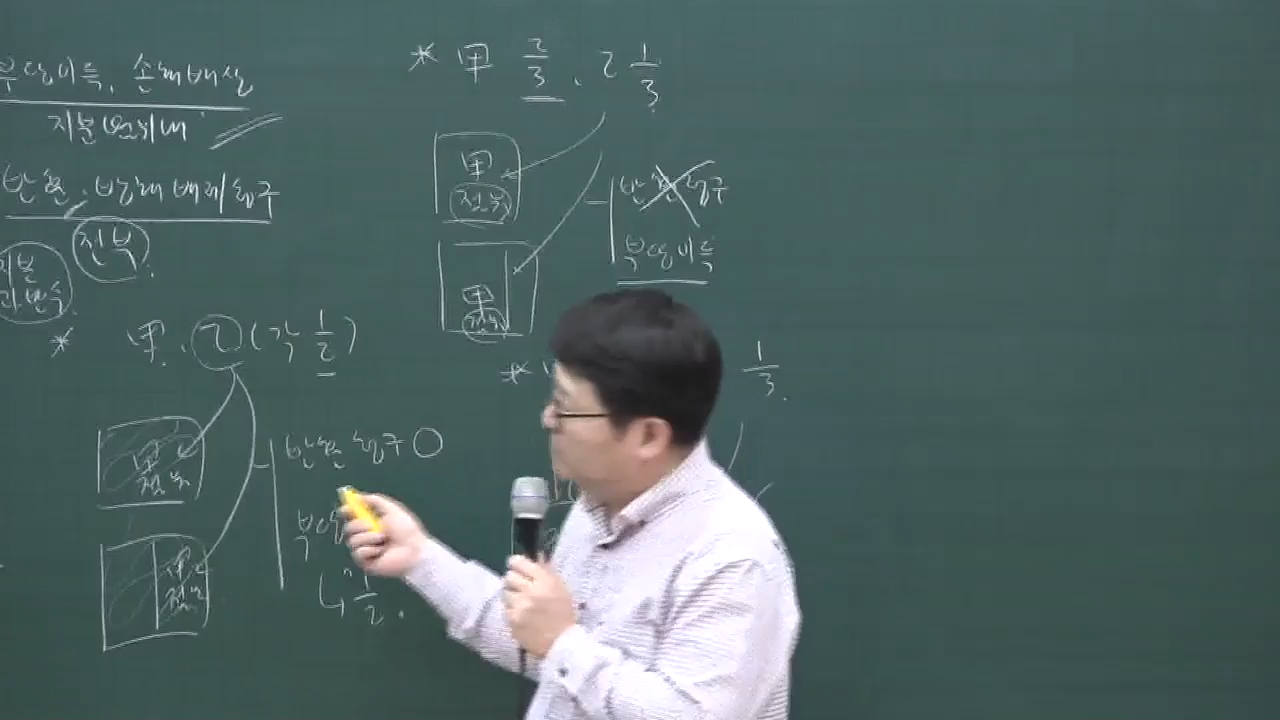 부당이득, 손해배상
지분범위내
반환, 방해배제청구
전부
지분
과반수
* 甲, 乙 (각 1/2)
甲
전부
甲
전부
반환청구 O
부당
↳ 1/2.
* 甲 2/3, 乙 1/3
甲
전부
甲
전부
반환청구
부당이득
* 1/3.